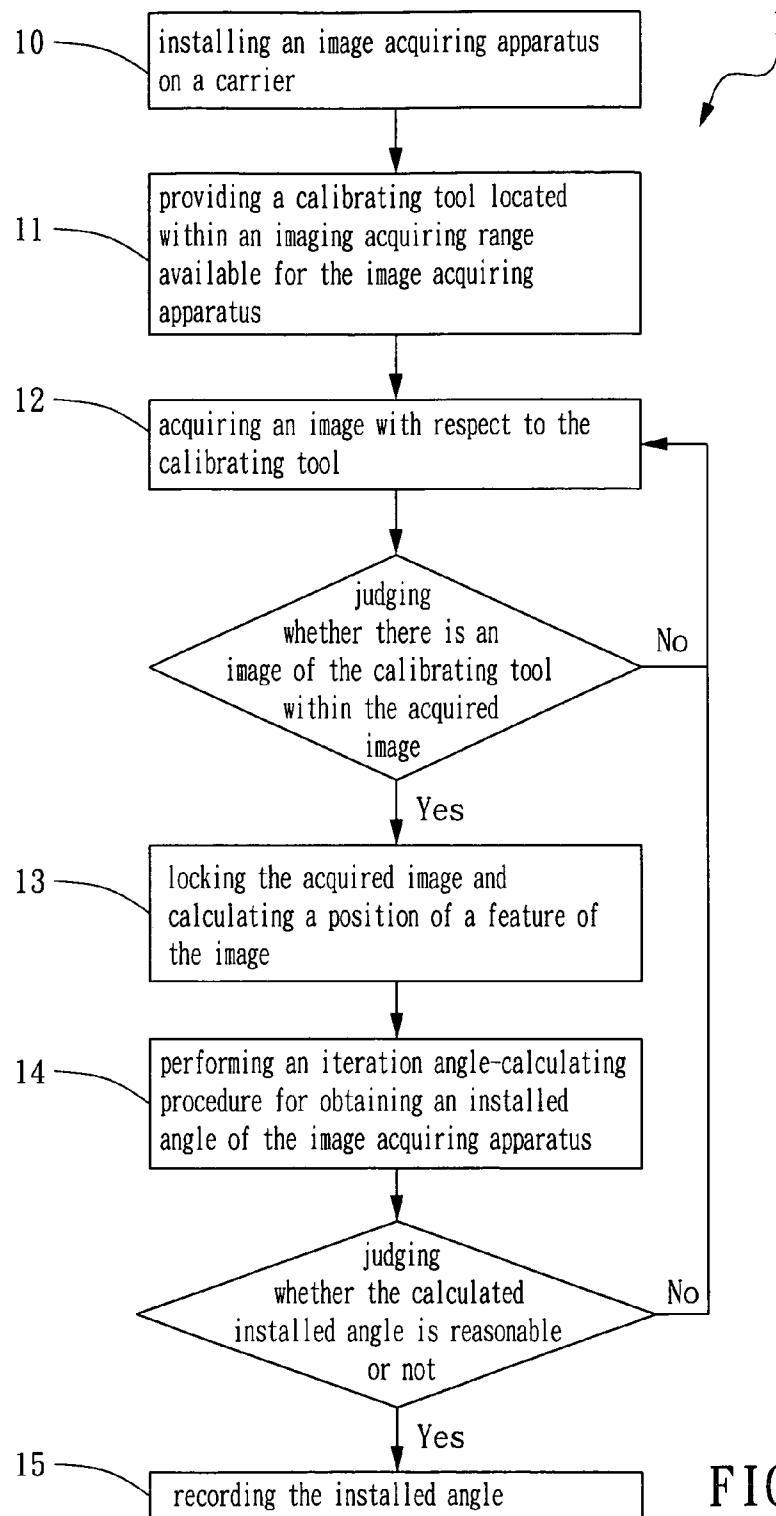 10
installing an image acquiring apparatus
on a carrier
11
providing a calibrating tool located
within an imaging acquiring range
available for the image acquiring
apparatus
12
acquiring an image with respect to the
calibrating tool
judging
whether there is an
image of the calibrating tool
within the acquired
image
No
Yes
13
locking the acquired image and
calculating a position of a feature of
the image
14
performing an iteration angle-calculating
procedure for obtaining an installed
angle of the image acquiring apparatus
judging
whether the calculated
installed angle is reasonable
or not
No
Yes
15
recording the installed angle